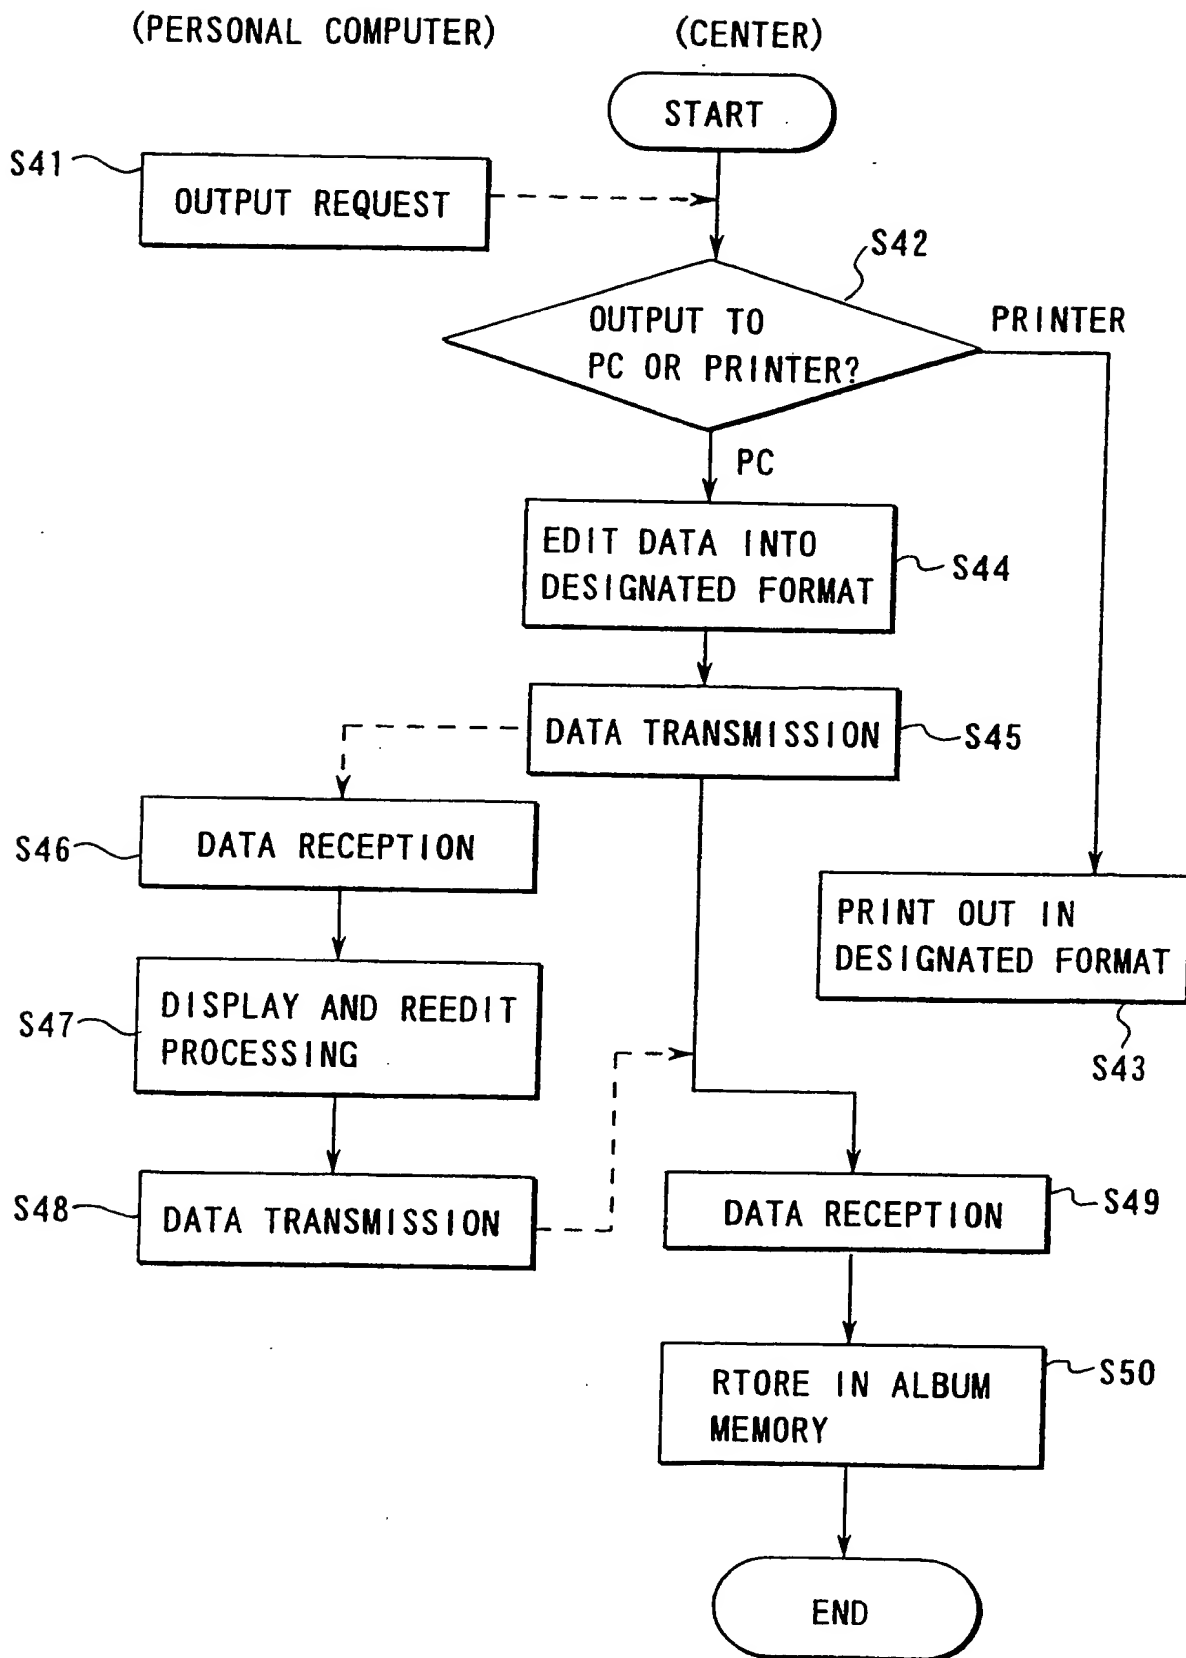 (PERSONAL COMPUTER)
(CENTER)
START
S41
OUTPUT REQUEST
S42
OUTPUT TO
PC OR PRINTER?
PRINTER
PC
EDIT DATA INTO
DESIGNATED FORMAT
S44
DATA TRANSMISSION
S45
S46
DATA RECEPTION
PRINT OUT IN
DESIGNATED FORMAT
S43
S47
DISPLAY AND REEDIT
PROCESSING
S48
DATA TRANSMISSION
DATA RECEPTION
S49
RTORE IN ALBUM
MEMORY
S50
END